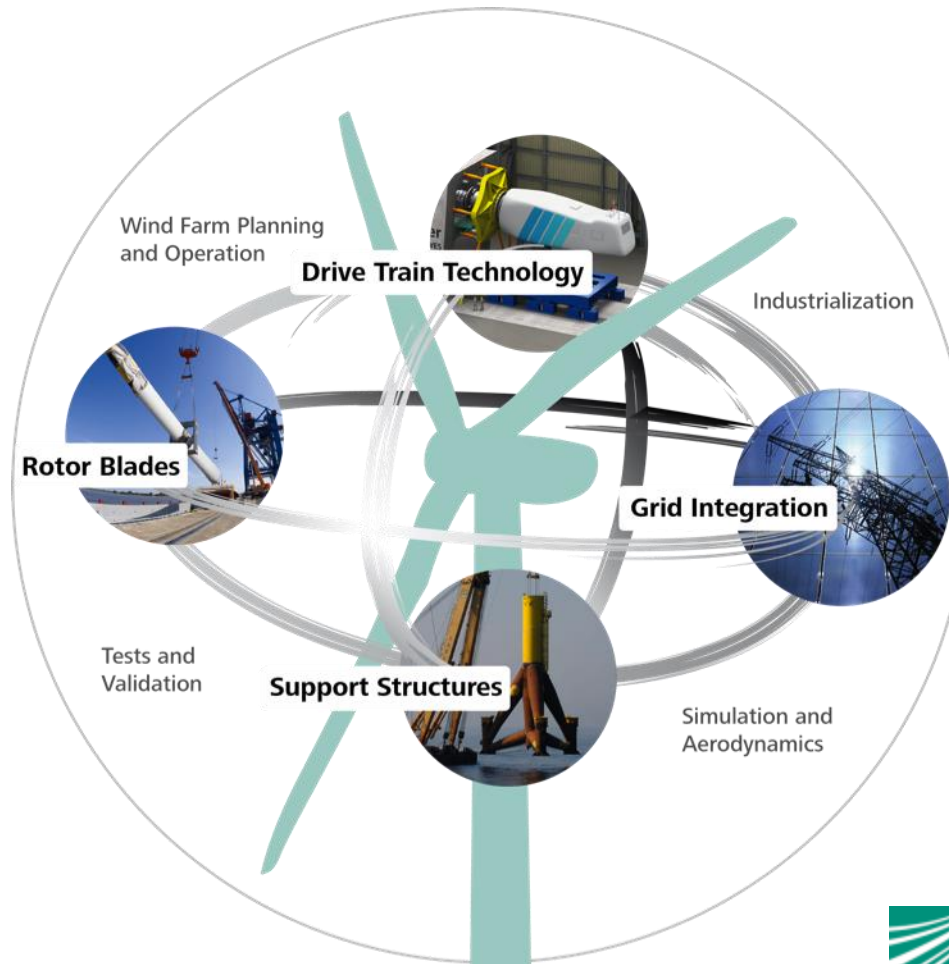 Wind Farm Planning
and Operation
Drive Train Technology
Industrialization
Rotor Blades
Grid Integration
Tests and
Validation
Support Structures
Simulation and
Aerodynamics